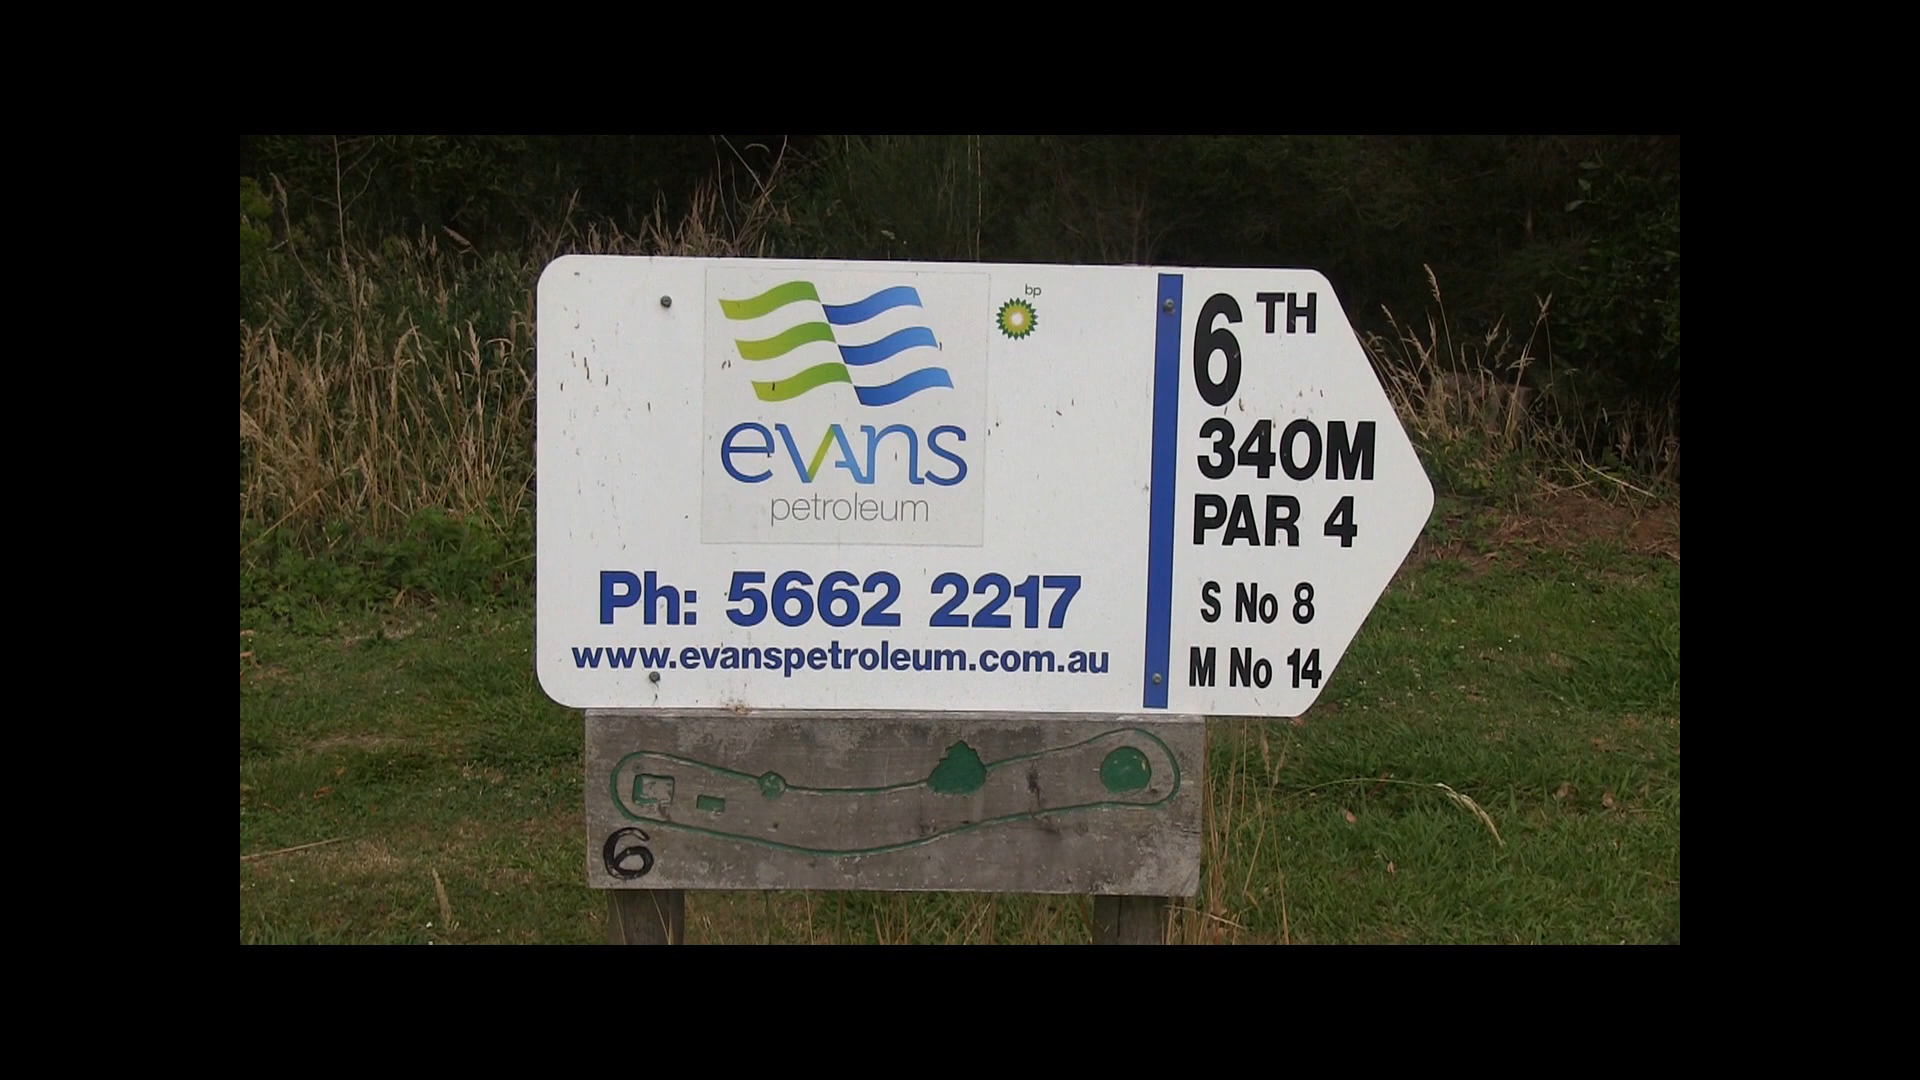 bp
evans
petroleum
Ph: 5662 2217
www.evanspetroleum.com.au
6TH
340M
PAR 4
S No 8
M No 14
6